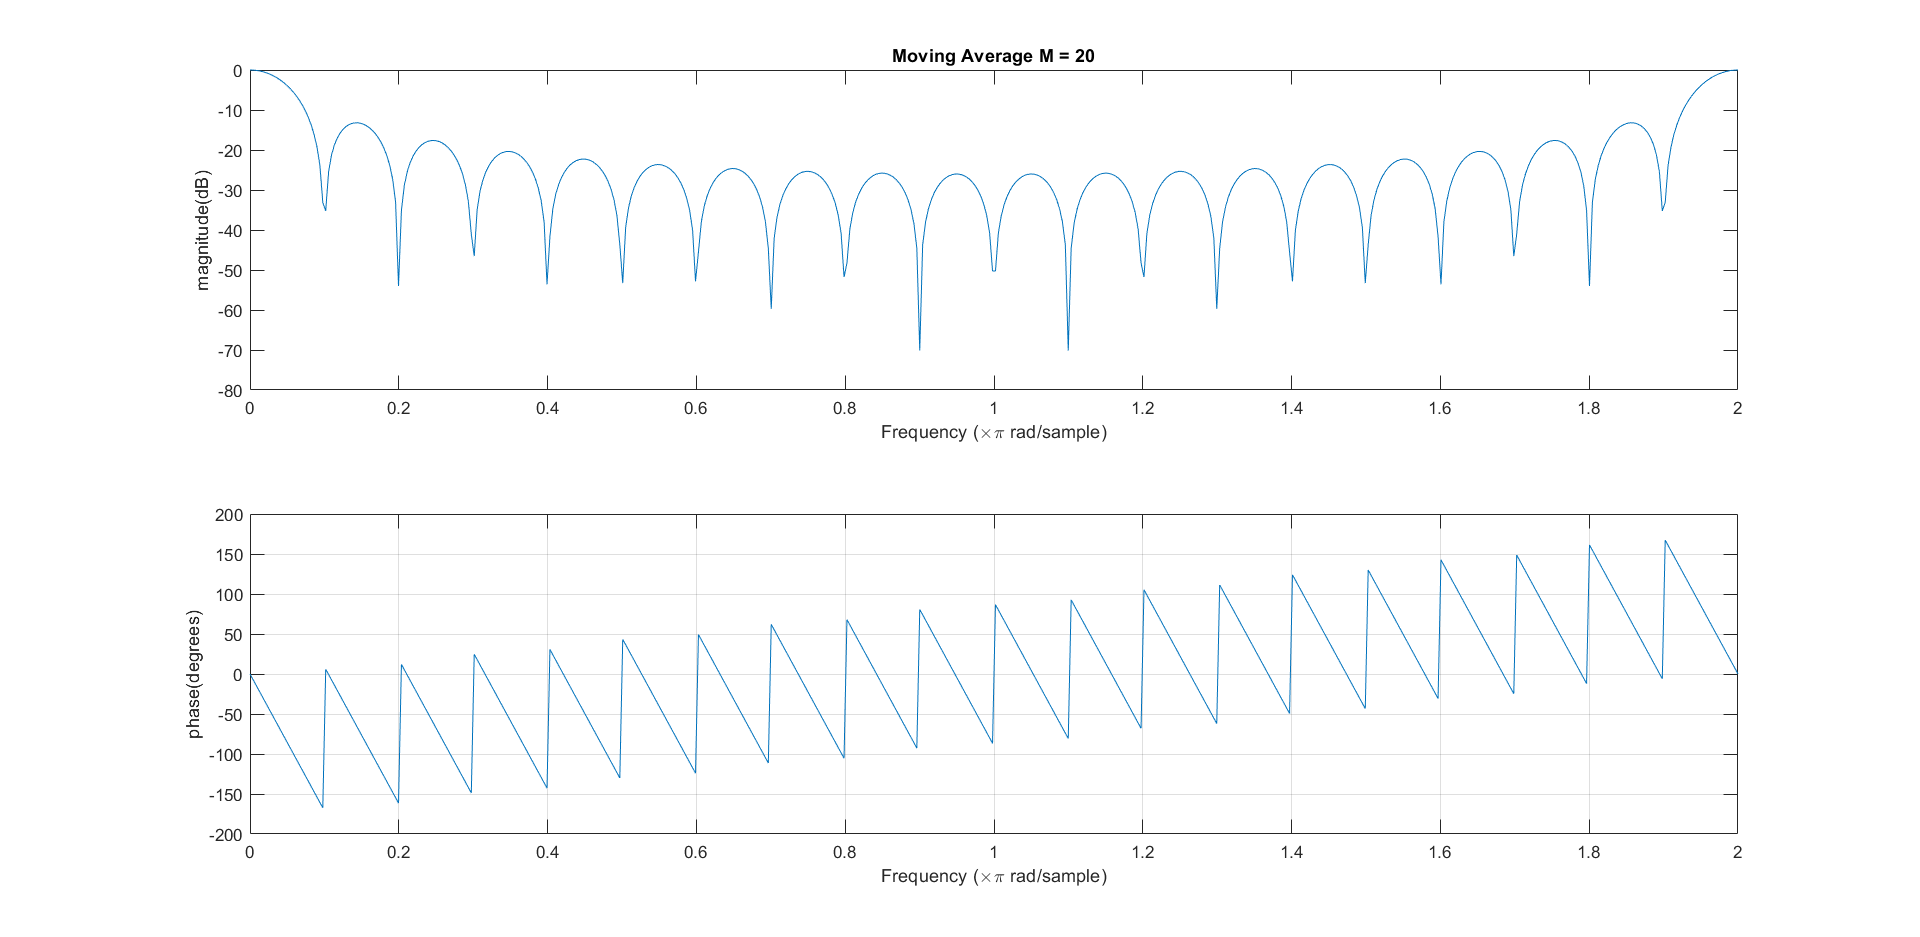 Moving Average M = 20
magnitude(dB)
0
-10
-20
-30
-40
-50
-60
-70
-80
0 0.2 0.4 0.6 0.8 1 1.2 1.4 1.6 1.8 2
Frequency (×π rad/sample)
phase(degrees)
200
150
100
50
0
-50
-100
-150
-200
0 0.2 0.4 0.6 0.8 1 1.2 1.4 1.6 1.8 2
Frequency (×π rad/sample)